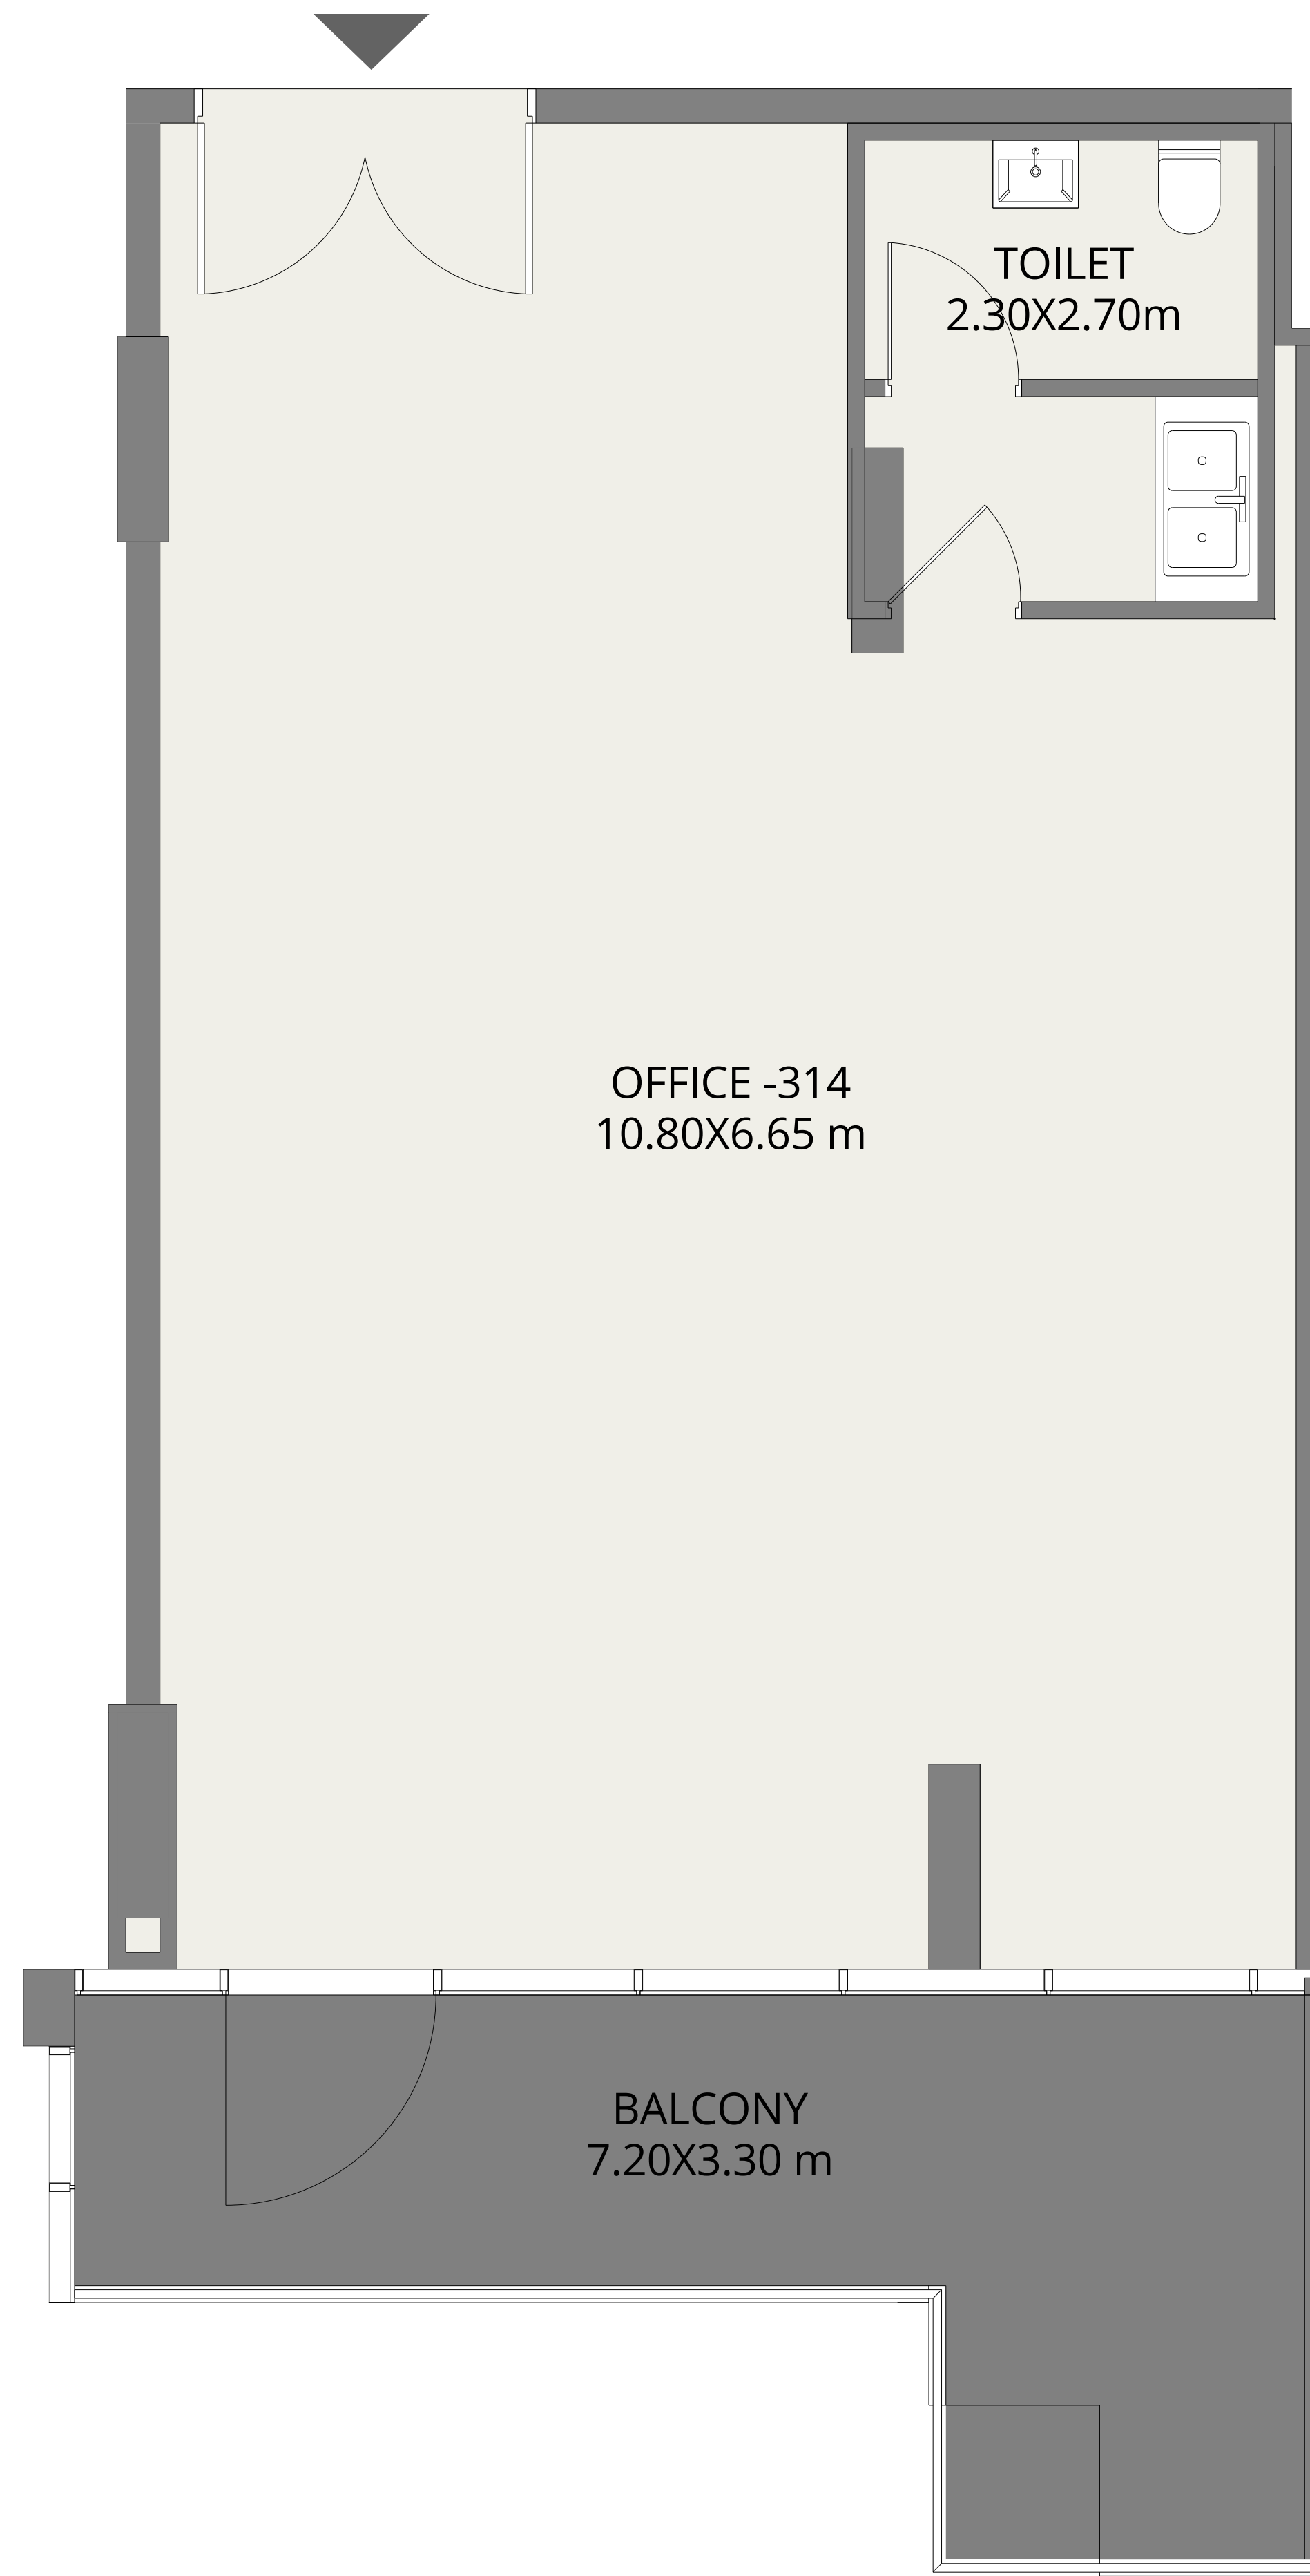 TOILET
2.30X2.70m
OFFICE -314
10.80X6.65 m
BALCONY
7.20X3.30 m